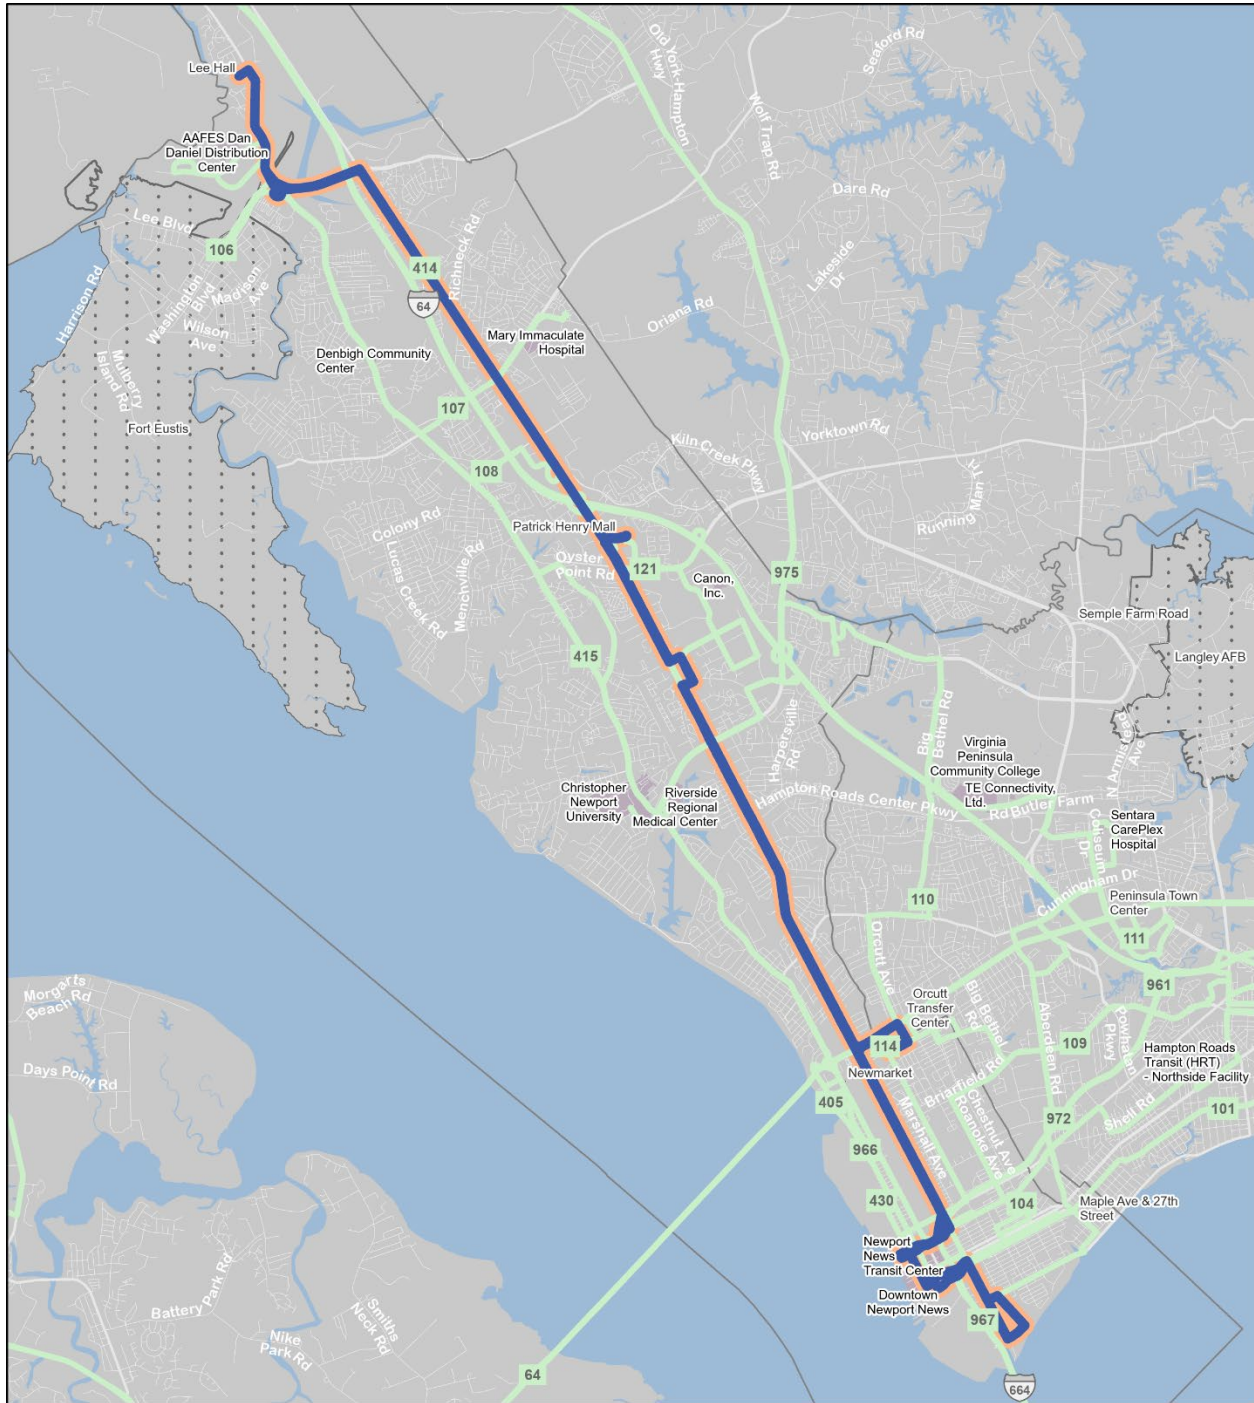 Old York-Hampton
Hwy
Seaford Rd
Lee Hall
Wolf Trap Rd
AAFES Dan
Daniel Distribution
Center
Dare Rd
Lee Blvd
106
Richneck Rd
Lakeside
Dr
414
64
Harrison Rd
Washington
Blvd
Madison
Ave
Wilson
Ave
Oriana Rd
Mary Immaculate
Hospital
Denbigh Community
Center
Mulberry
Island Rd
107
Fort Eustis
Kiln Creek Pkwy
Yorktown Rd
108
Running Man Tr
Patrick Henry Mall
Colony Rd
Lucas Creek Rd
Menchville Rd
Oyster
Point Rd
121
975
Canon,
Inc.
Semple Farm Road
415
Langley AFB
Big
Bethel Rd
Harpersville
Rd
N Armistead
Ave
Virginia
Peninsula
Community College
TE Connectivity,
Ltd.
Christopher
Newport
University
Riverside
Regional
Medical Center
Hampton Roads Center Pkwy
Rd
Butler Farm
Sentara
CarePlex
Hospital
Coliseum
Dr
Cunningham Dr
110
Peninsula Town
Center
Orcutt Ave
111
961
Morgarts
Beach Rd
Orcutt
Transfer
Center
Big Bethel
Rd
Aberdeen Rd
Powhatan
Pkwy
114
109
Hampton Roads
Transit (HRT)
- Northside Facility
Days Point Rd
Newmarket
Briarfield Rd
405
Marshall Ave
Chestnut Ave
Roanoke Ave
972
Shell Rd
101
966
430
104
Maple Ave & 27th
Street
Newport
News
Transit Center
Downtown
Newport News
Battery Park Rd
Smiths
Neck Rd
Nike
Park Rd
967
64
664